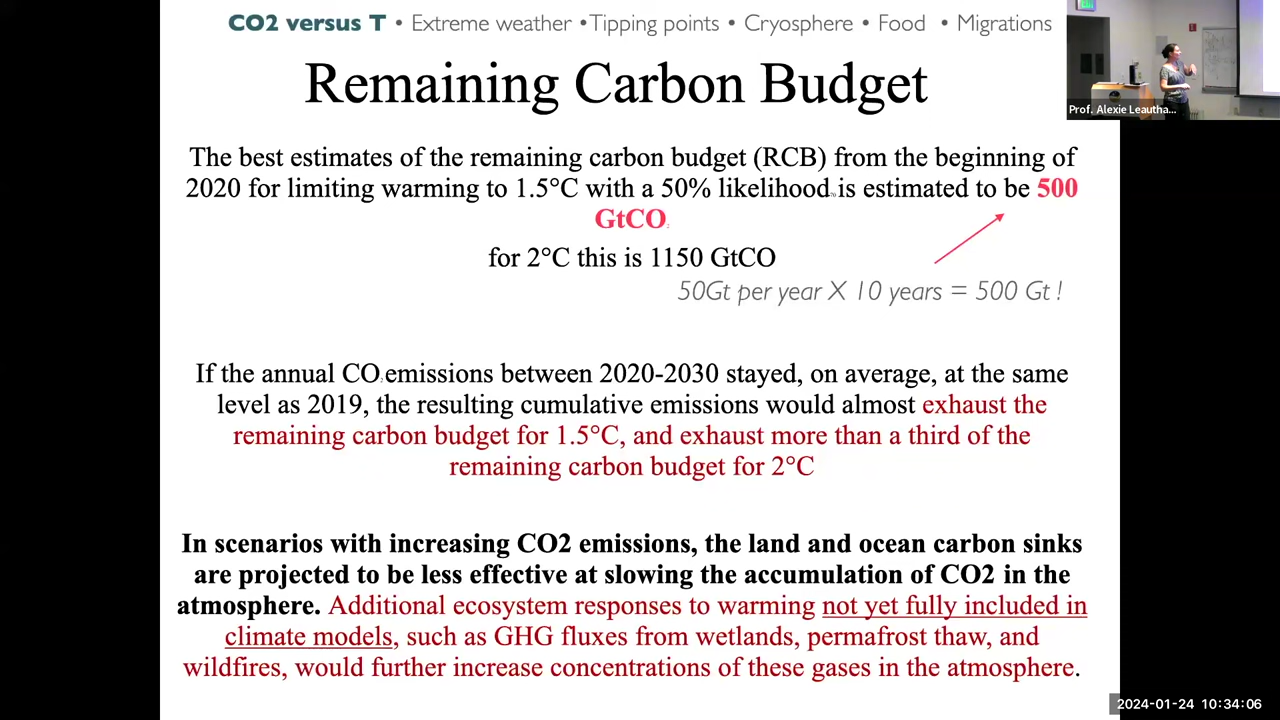 CO2 versus T • Extreme weather • Tipping points • Cryosphere • Food • Migrations
Prof. Alexie Leautha...
Remaining Carbon Budget
The best estimates of the remaining carbon budget (RCB) from the beginning of
2020 for limiting warming to 1.5°C with a 50% likelihood is estimated to be 500
GtCO2
for 2°C this is 1150 GtCO
50Gt per year X 10 years = 500 Gt !
If the annual CO2 emissions between 2020-2030 stayed, on average, at the same
level as 2019, the resulting cumulative emissions would almost exhaust the
remaining carbon budget for 1.5°C, and exhaust more than a third of the
remaining carbon budget for 2°C
In scenarios with increasing CO2 emissions, the land and ocean carbon sinks
are projected to be less effective at slowing the accumulation of CO2 in the
atmosphere. Additional ecosystem responses to warming not yet fully included in
climate models, such as GHG fluxes from wetlands, permafrost thaw, and
wildfires, would further increase concentrations of these gases in the atmosphere.
2024-01-24 10:34:06